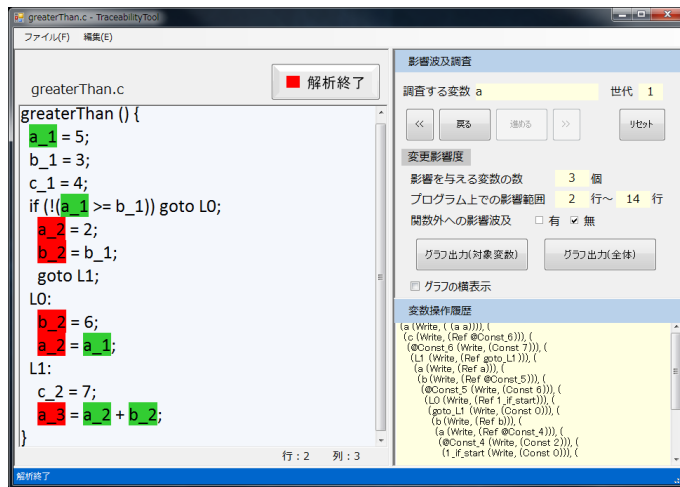 greaterThan.c - TraceabilityTool
ファイル(F) 編集(E)
greaterThan.c
解析終了
greaterThan () {
a_1 = 5;
b_1 = 3;
c_1 = 4;
if (!(a_1 >= b_1)) goto L0;
a_2 = 2;
b_2 = b_1;
goto L1;
L0:
b_2 = 6;
a_2 = a_1;
L1:
c_2 = 7;
a_3 = a_2 + b_2;
}
行:2 列:3
影響波及調査
調査する変数 a 世代 1
<< 戻る 進める >> リセット
変更影響度
影響を与える変数の数 3 個
プログラム上での影響範囲 2 行~ 14 行
関数外への影響波及 有 無
グラフ出力(対象変数) グラフ出力(全体)
グラフの横表示
変数操作履歴
(a (Write, ( (a a)))), (
(c (Write, (Ref @Const_6))), (
(@Const_6 (Write, (Const 7))), (
(L1 (Write, (Ref goto_L1))), (
(a (Write, (Ref a))), (
(b (Write, (Ref @Const_5))), (
(@Const_5 (Write, (Const 6))), (
(L0 (Write, (Ref 1_if_start))), (
(goto_L1 (Write, (Const 0))), (
(b (Write, (Ref b))), (
(a (Write, (Ref @Const_4))), (
(@Const_4 (Write, (Const 2))), (
(1_if_start (Write, (Const 0))), (
解析終了